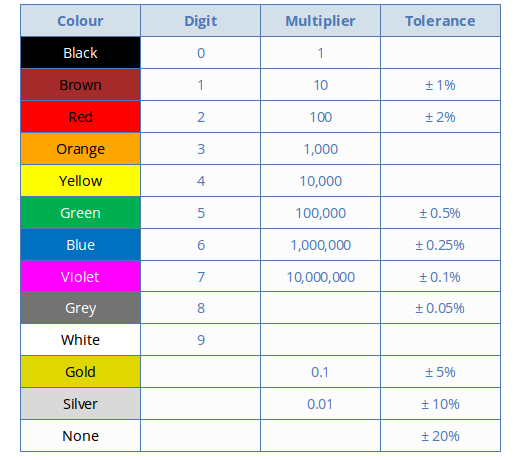 Colour Digit Multiplier Tolerance
Black 0 1
Brown 1 10 ± 1%
Red 2 100 ± 2%
Orange 3 1,000
Yellow 4 10,000
Green 5 100,000 ± 0.5%
Blue 6 1,000,000 ± 0.25%
Violet 7 10,000,000 ± 0.1%
Grey 8 ± 0.05%
White 9
Gold 0.1 ± 5%
Silver 0.01 ± 10%
None ± 20%